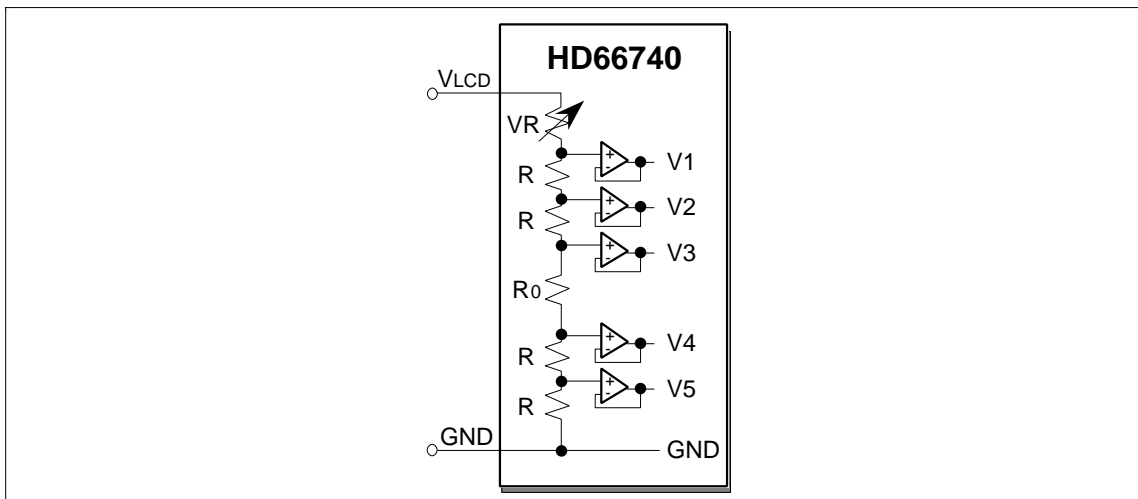 HD66740
VLCD
VR
+
-
V1
R
+
-
V2
R
+
-
V3
R0
+
-
V4
R
+
-
V5
R
GND
GND